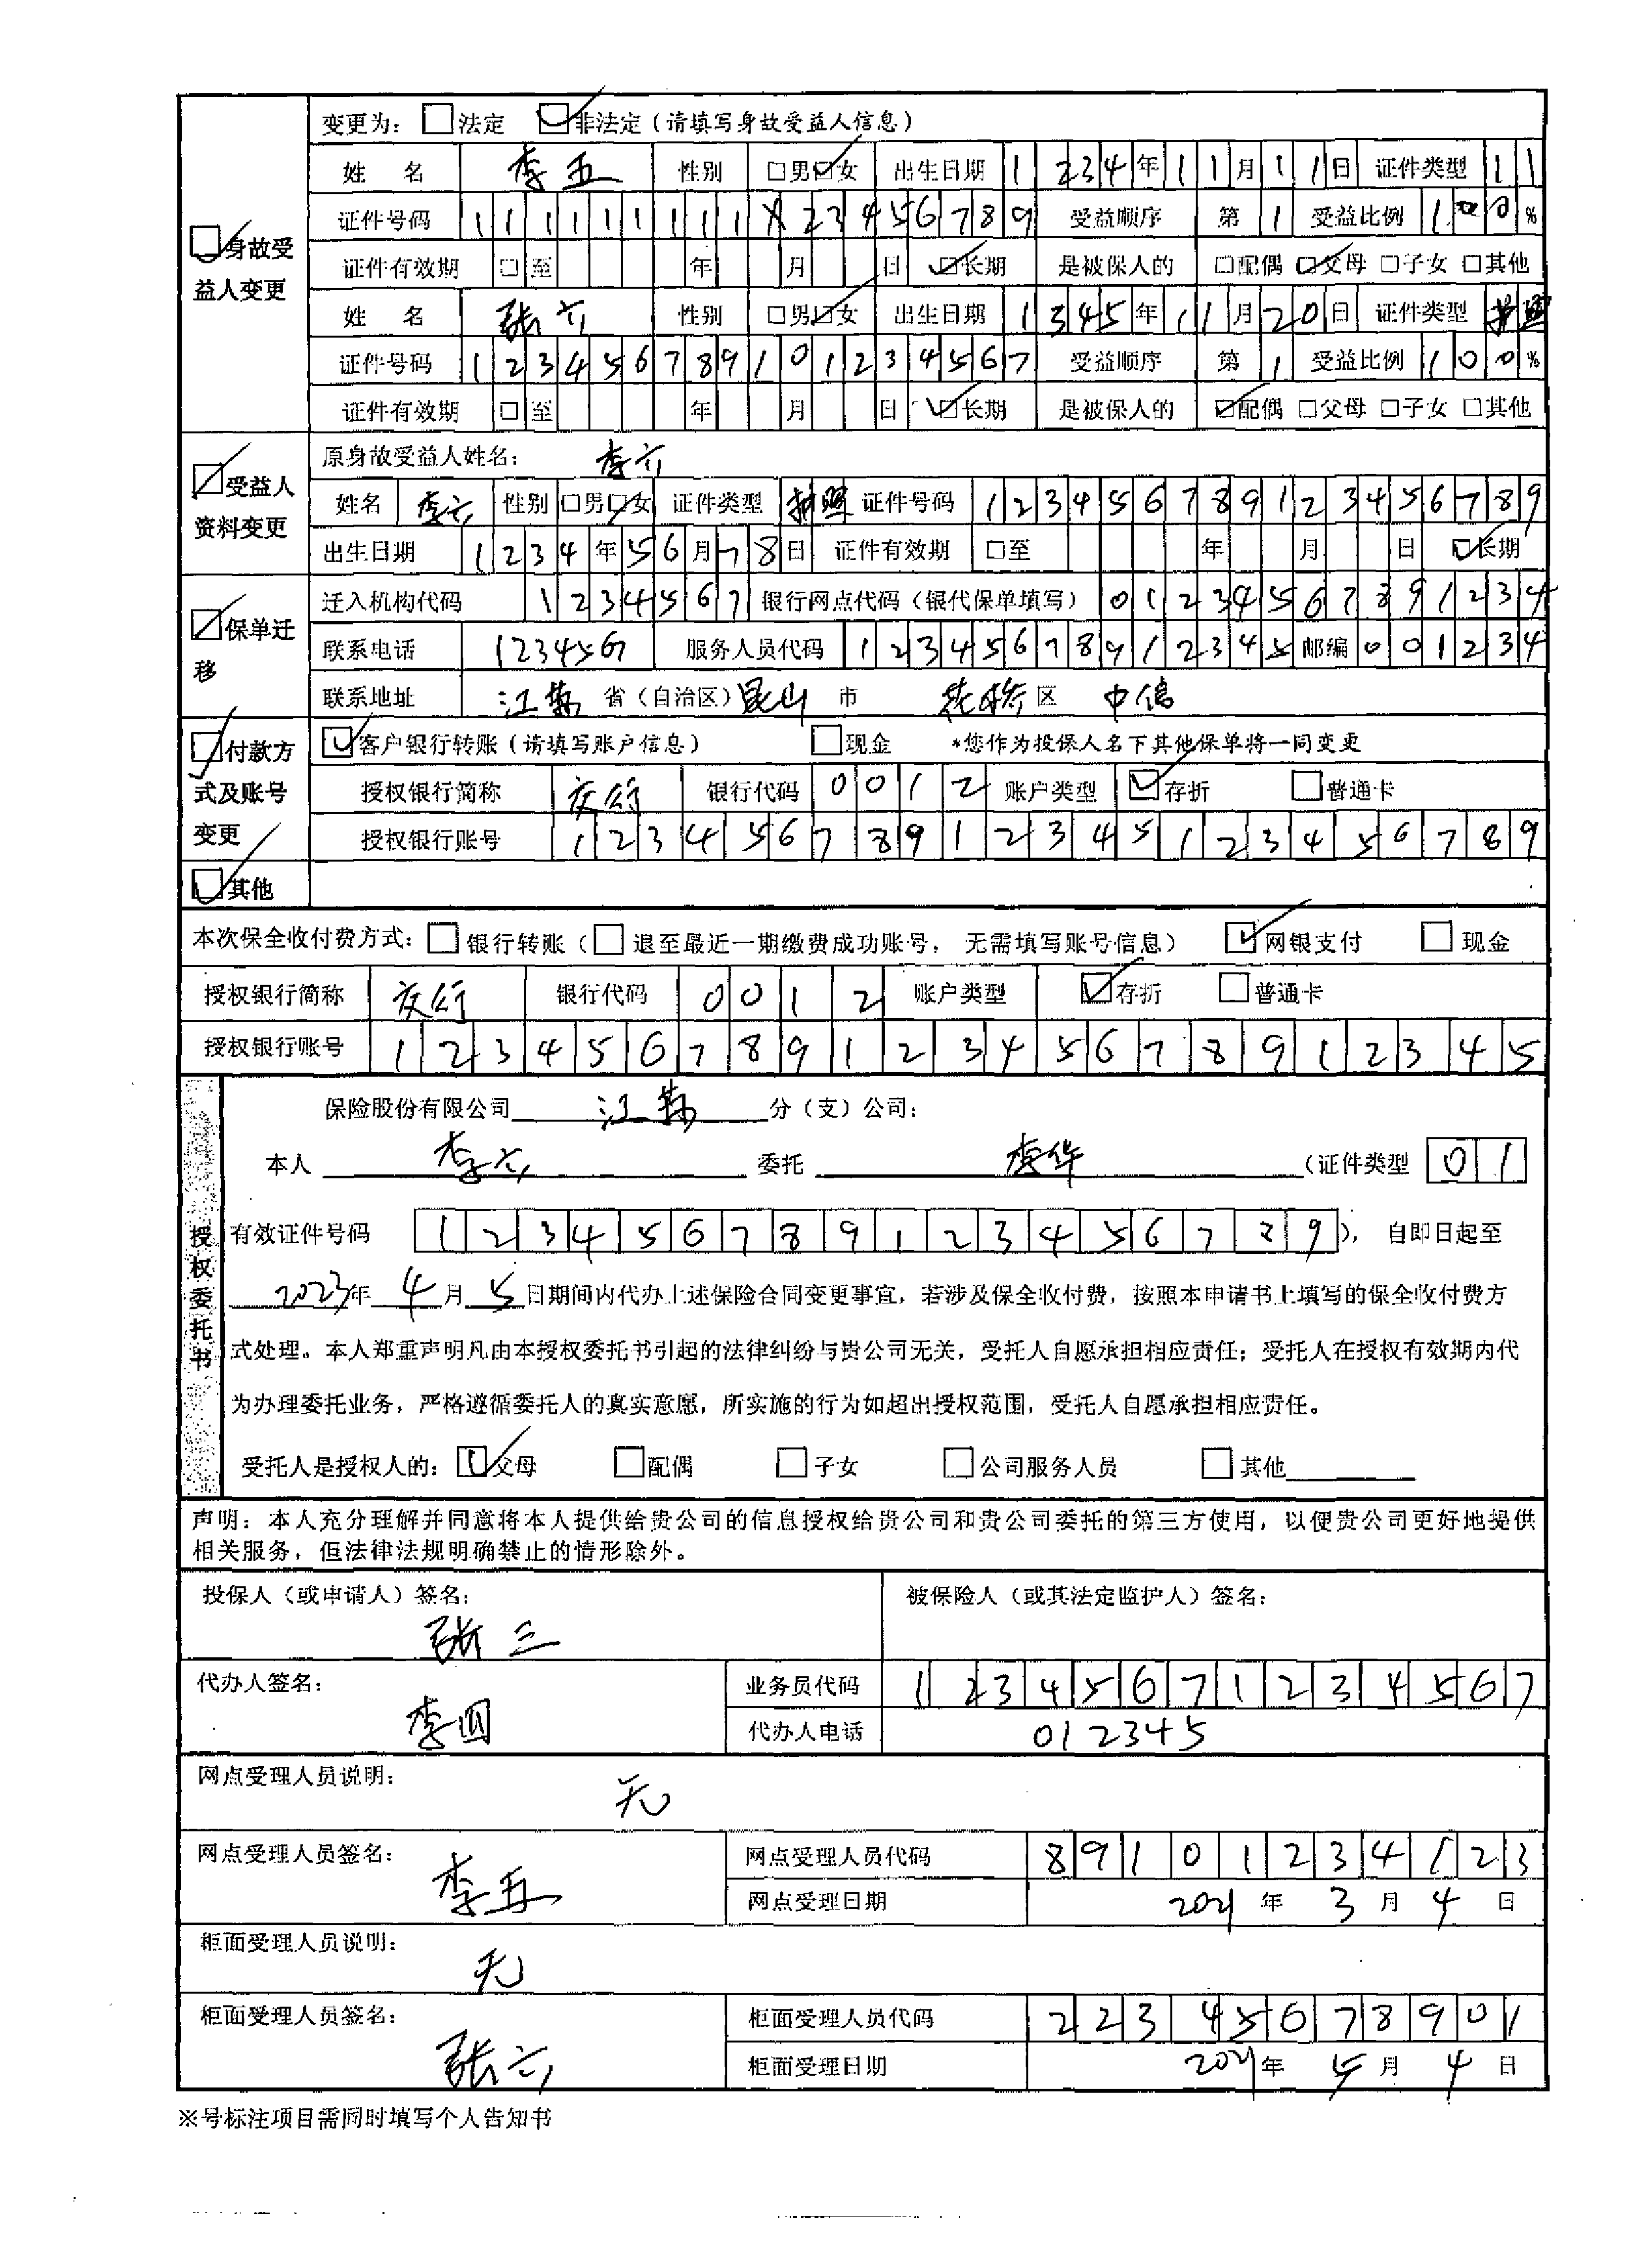 变更为：□法定 ☑非法定（请填写身故受益人信息）
☑身故受益人变更
姓 名 李五 性别 □男☑女 出生日期 1234年11月11日 证件类型 11
证件号码 111111111X23456789 受益顺序 第1 受益比例 100%
证件有效期 □至 年 月 日 ☑长期 是被保人的 □配偶 ☑父母 □子女 □其他
姓 名 张六 性别 □男☑女 出生日期 1345年11月20日 证件类型 护照
证件号码 123456789101234567 受益顺序 第1 受益比例 100%
证件有效期 □至 年 月 日 ☑长期 是被保人的 ☑配偶 □父母 □子女 □其他
☑受益人资料变更
原身故受益人姓名： 李六
姓名 李六 性别 □男☑女 证件类型 护照 证件号码 123456789123456789
出生日期 1234年56月78日 证件有效期 □至 年 月 日 ☑长期
☑保单迁移
迁入机构代码 1234567 银行网点代码（银代保单填写） 01234567891234
联系电话 1234567 服务人员代码 12345678912345 邮编 001234
联系地址 江苏 省（自治区）昆山 市 花桥 区 中信
☑付款方式及账号变更
☑客户银行转账（请填写账户信息） □现金 *您作为投保人名下其他保单将一同变更
授权银行简称 交行 银行代码 0012 账户类型 ☑存折 □普通卡
授权银行账号 12345678912345123456789
☑其他
本次保全收付费方式：□银行转账（□退至最近一期缴费成功账号，无需填写账号信息） ☑网银支付 □现金
授权银行简称 交行 银行代码 0012 账户类型 ☑存折 □普通卡
授权银行账号 12345678912345678912345
授权委托书
保险股份有限公司 江苏 分（支）公司：
本人 李六 委托 李华 （证件类型 01
有效证件号码 123456789123456789），自即日起至
2023年4月5日期间内代办上述保险合同变更事宜，若涉及保全收付费，按照本申请书上填写的保全收付费方
式处理。本人郑重声明凡由本授权委托书引起的法律纠纷与贵公司无关，受托人自愿承担相应责任；受托人在授权有效期内代
为办理委托业务，严格遵循委托人的真实意愿，所实施的行为如超出授权范围，受托人自愿承担相应责任。
受托人是授权人的：☑父母 □配偶 □子女 □公司服务人员 □其他
声明：本人充分理解并同意将本人提供给贵公司的信息授权给贵公司和贵公司委托的第三方使用，以便贵公司更好地提供
相关服务，但法律法规明确禁止的情形除外。
投保人（或申请人）签名： 张三 被保险人（或其法定监护人）签名：
代办人签名： 李四 业务员代码 12345671234567
代办人电话 012345
网点受理人员说明： 无
网点受理人员签名： 李五 网点受理人员代码 89101234123
网点受理日期 2021年3月4日
柜面受理人员说明： 无
柜面受理人员签名： 张六 柜面受理人员代码 22345678901
柜面受理日期 2021年5月4日
※号标注项目需同时填写个人告知书